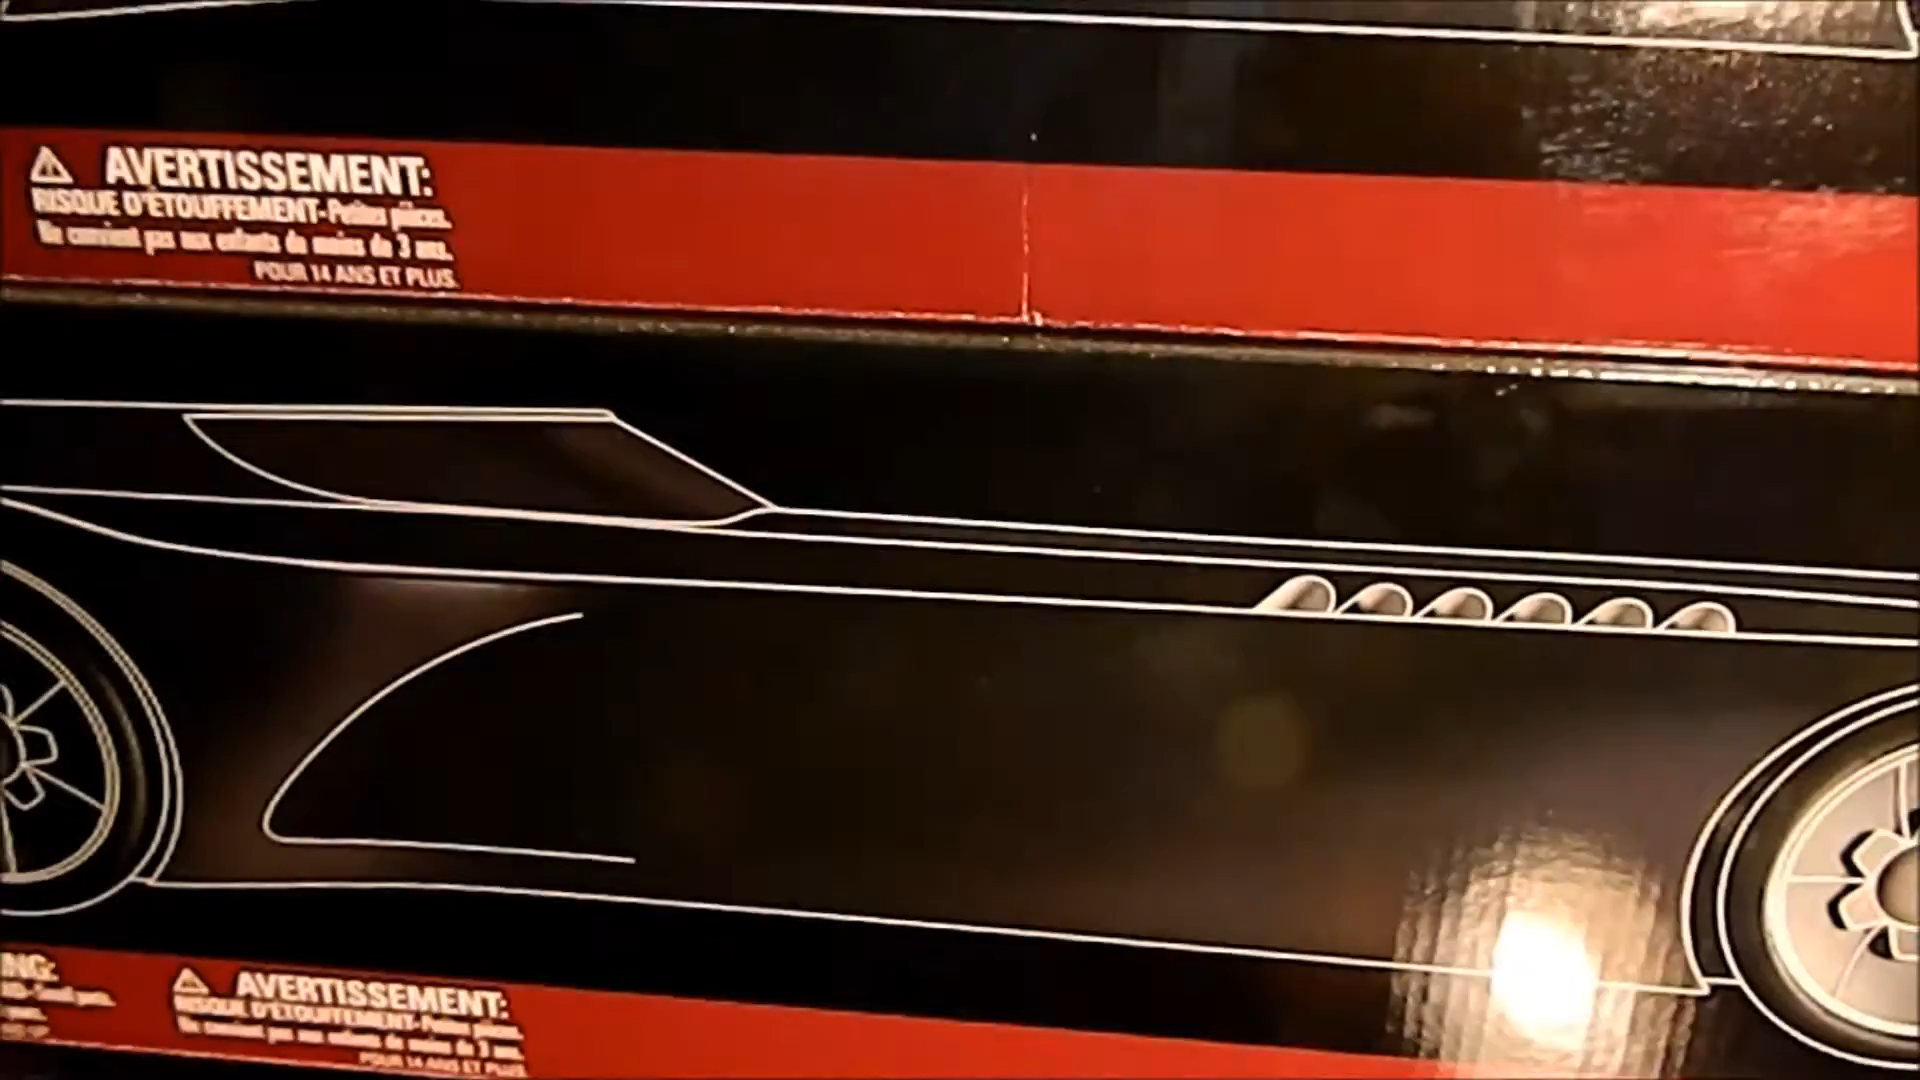 AVERTISSEMENT:
RISQUE D'ÉTOUFFEMENT-Petites pièces.
Ne convient pas aux enfants de moins de 3 ans.
POUR 14 ANS ET PLUS.
NG:
AVERTISSEMENT:
RISQUE D'ÉTOUFFEMENT-Petites pièces.
Ne convient pas aux enfants de moins de 3 ans.
POUR 14 ANS ET PLUS.